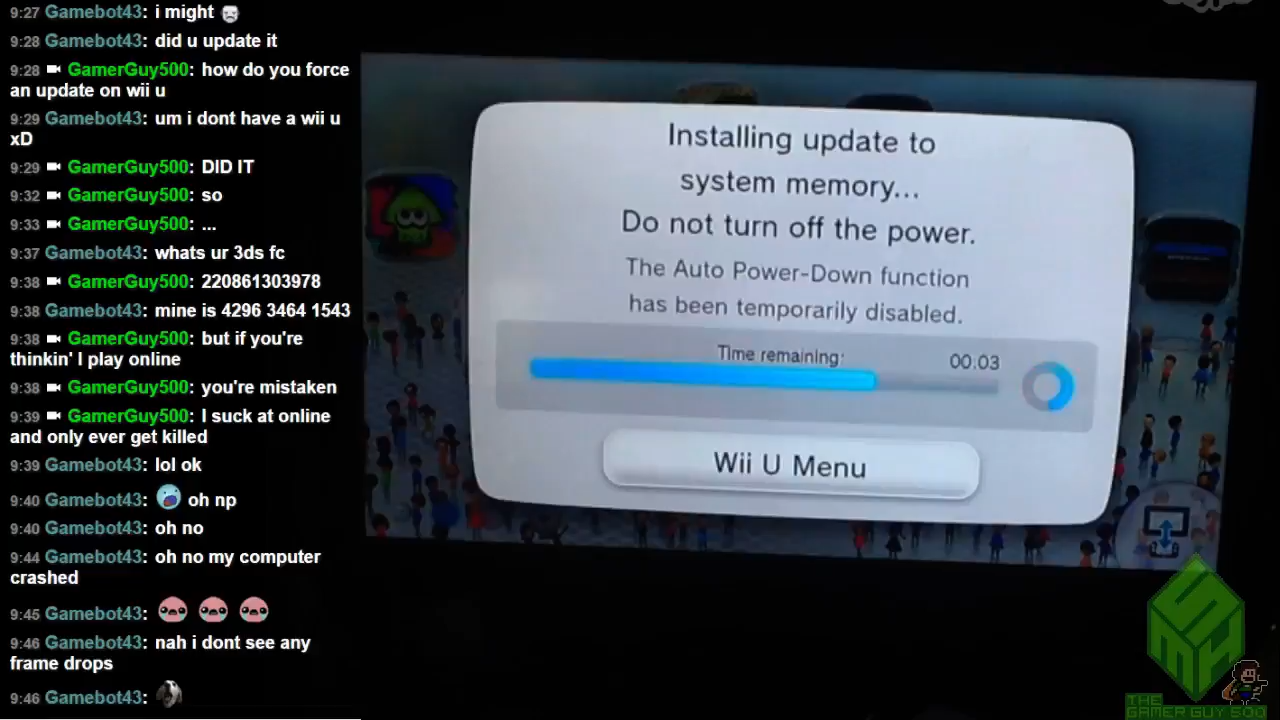 9:27 Gamebot43: i might
9:28 Gamebot43: did u update it
9:28 GamerGuy500: how do you force
an update on wii u
9:29 Gamebot43: um i dont have a wii u
xD
9:29 GamerGuy500: DID IT
9:32 GamerGuy500: so
9:33 GamerGuy500: ...
9:37 Gamebot43: whats ur 3ds fc
9:38 GamerGuy500: 220861303978
9:38 Gamebot43: mine is 4296 3464 1543
9:38 GamerGuy500: but if you're
thinkin' I play online
9:38 GamerGuy500: you're mistaken
9:39 GamerGuy500: I suck at online
and only ever get killed
9:39 Gamebot43: lol ok
9:40 Gamebot43: oh np
9:40 Gamebot43: oh no
9:44 Gamebot43: oh no my computer
crashed
9:45 Gamebot43:
9:46 Gamebot43: nah i dont see any
frame drops
9:46 Gamebot43:
Installing update to
system memory...
Do not turn off the power.
The Auto Power-Down function
has been temporarily disabled.
Time remaining: 00:03
Wii U Menu
SMH
THE
GAMER GUY 500